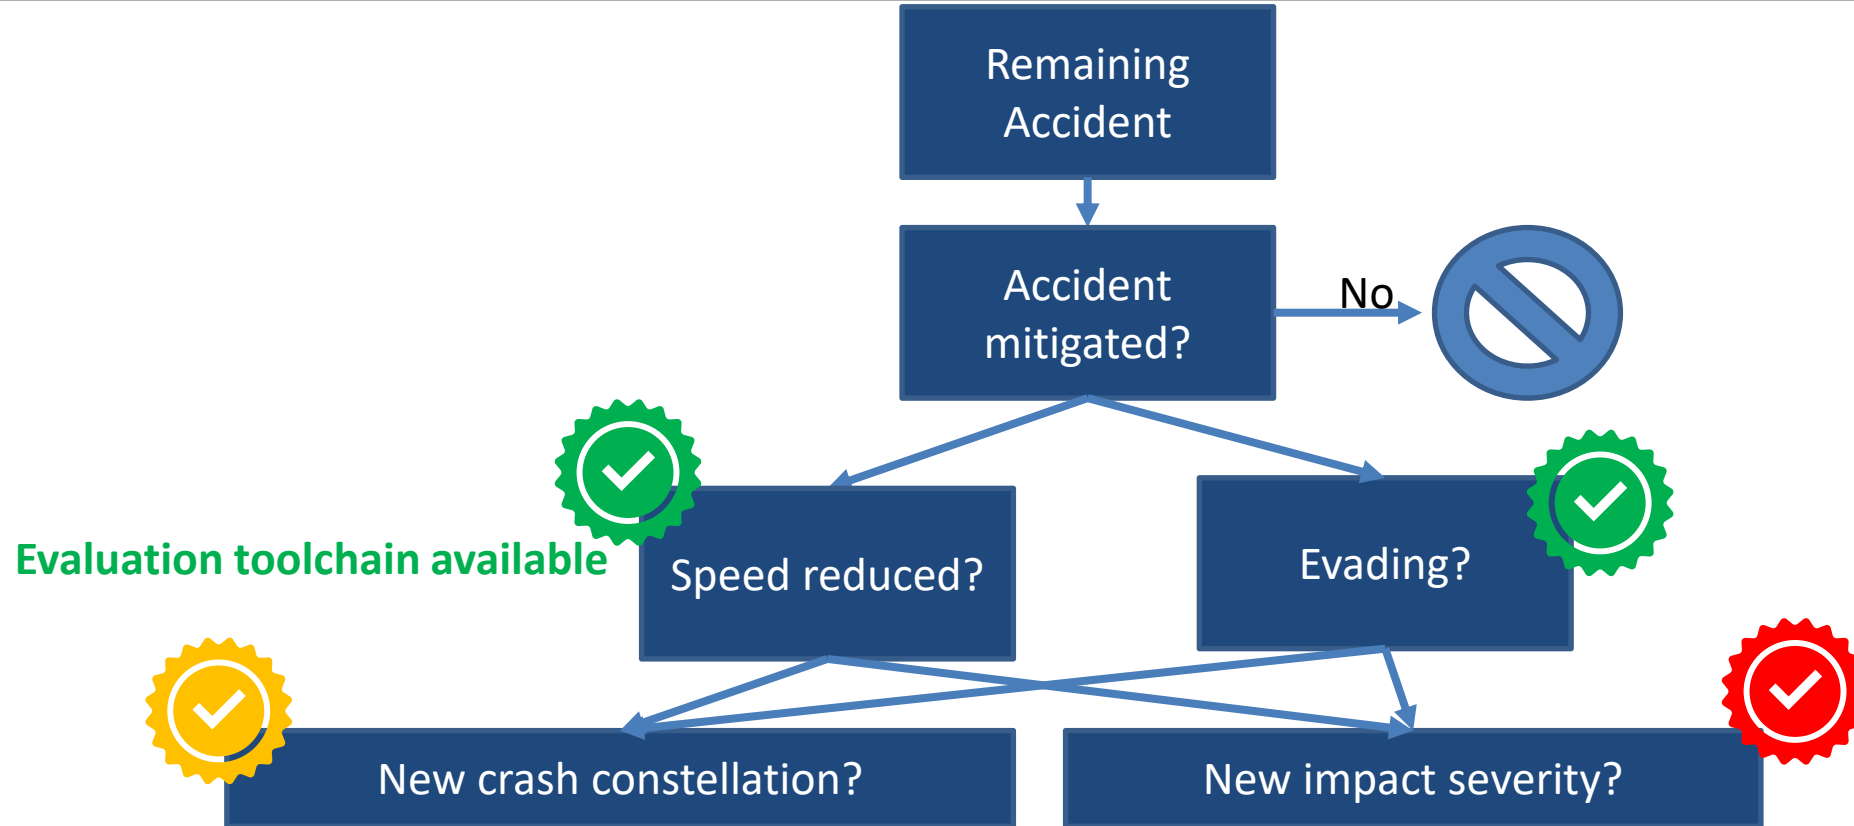 Remaining
Accident
Accident
mitigated?
No
Evaluation toolchain available
Speed reduced?
Evading?
New crash constellation?
New impact severity?